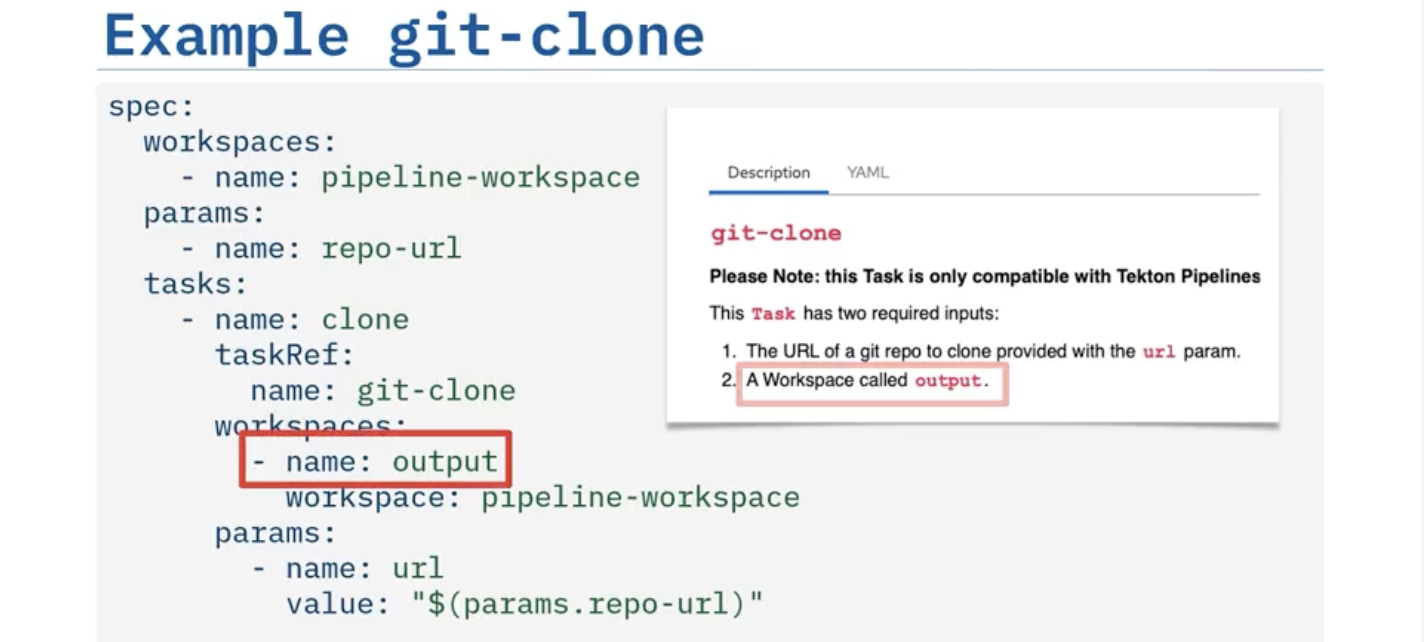 Example git-clone
spec:
  workspaces:
    - name: pipeline-workspace
  params:
    - name: repo-url
  tasks:
    - name: clone
      taskRef:
        name: git-clone
      workspaces:
        - name: output
          workspace: pipeline-workspace
      params:
        - name: url
          value: "$(params.repo-url)"
Description YAML
git-clone
Please Note: this Task is only compatible with Tekton Pipelines
This Task has two required inputs:
1. The URL of a git repo to clone provided with the url param.
2. A Workspace called output.